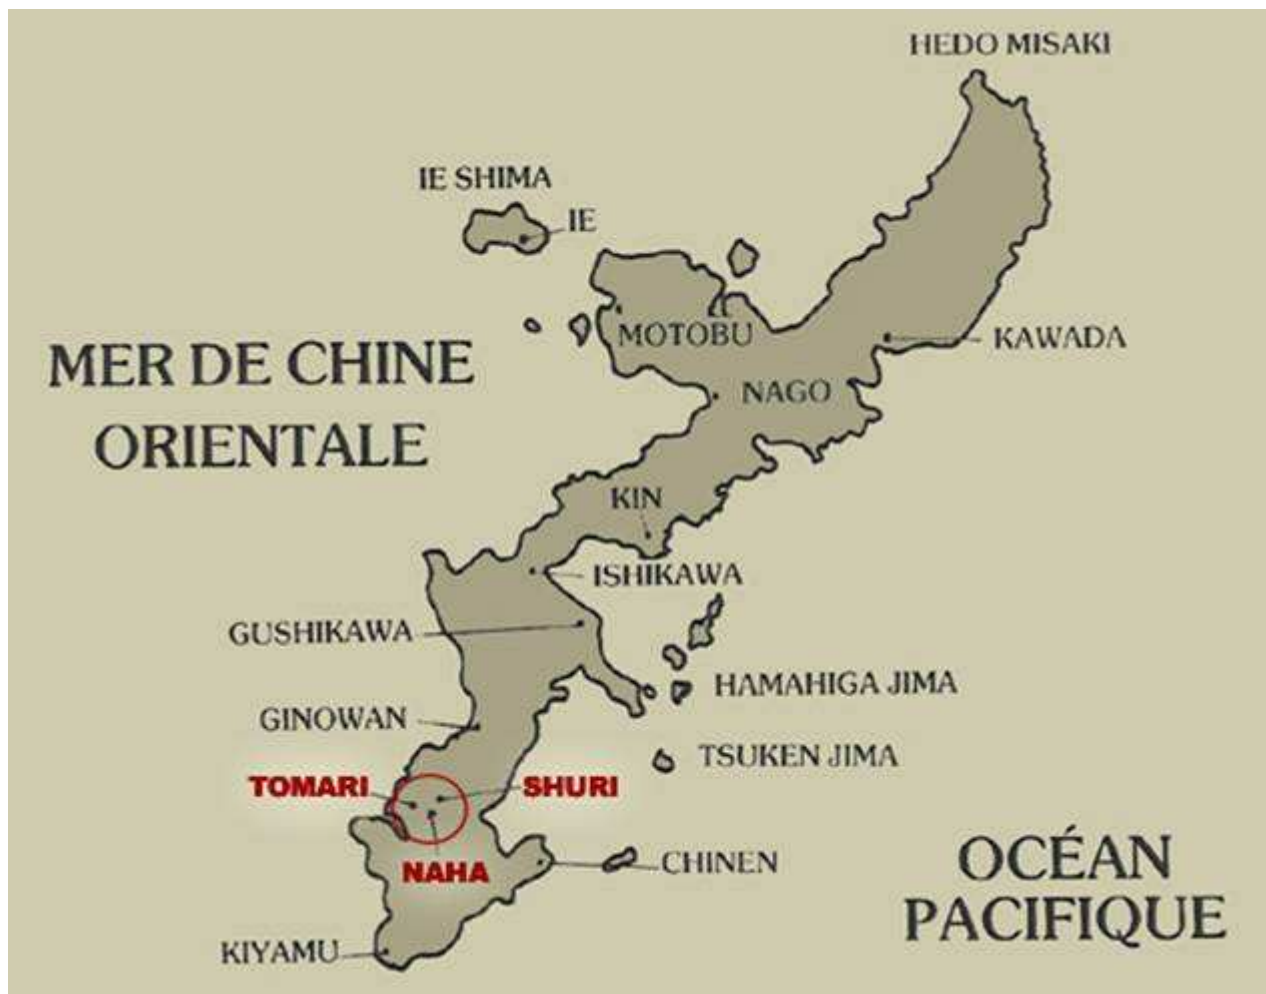 HEDO MISAKI
IE SHIMA
IE
MOTOBU
KAWADA
MER DE CHINE
ORIENTALE
NAGO
KIN
ISHIKAWA
GUSHIKAWA
HAMAHIGA JIMA
GINOWAN
TSUKEN JIMA
TOMARI
SHURI
NAHA
CHINEN
OCÉAN
PACIFIQUE
KIYAMU